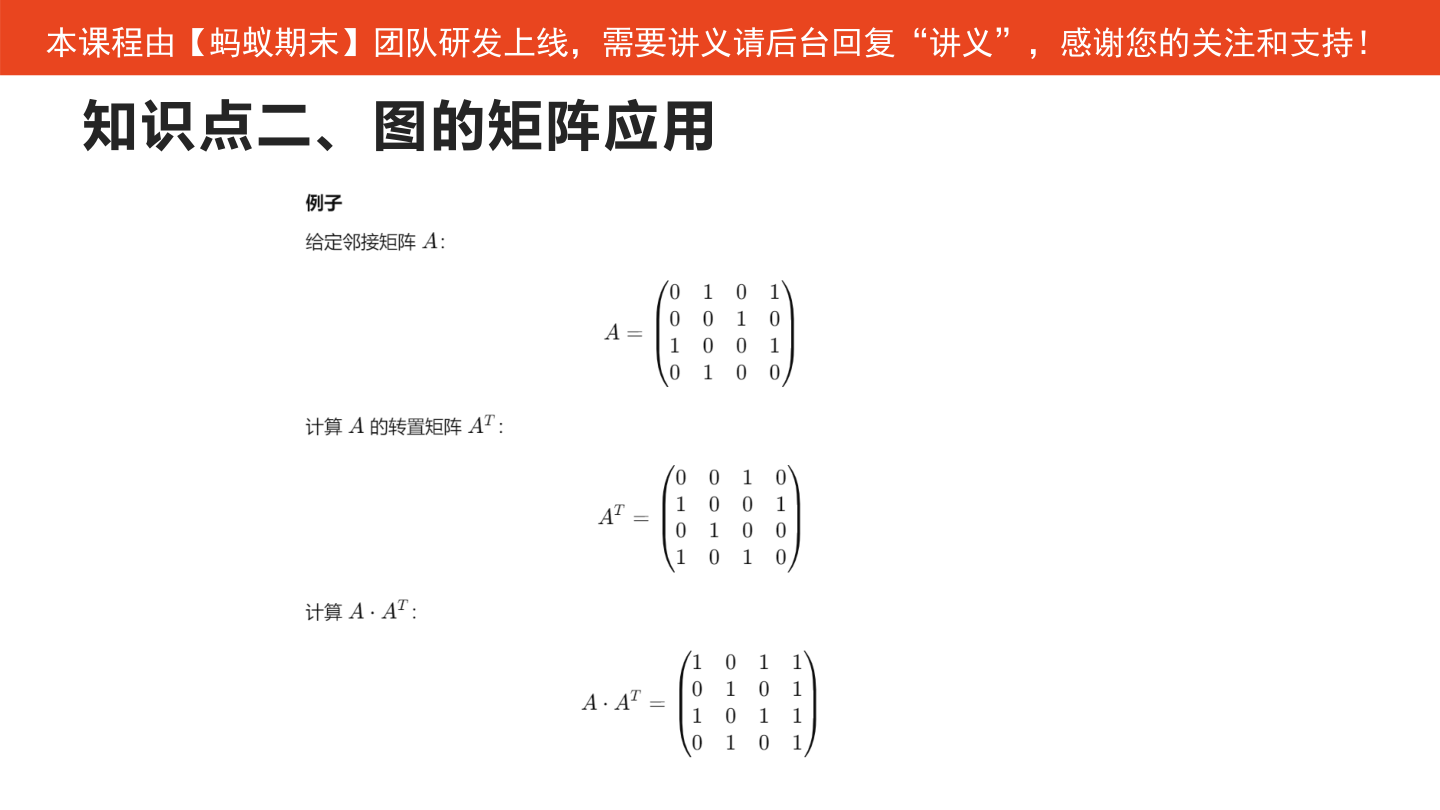 本课程由【蚂蚁期末】团队研发上线，需要讲义请后台回复“讲义”，感谢您的关注和支持！
知识点二、图的矩阵应用
例子
给定邻接矩阵 A：
0 1 0 1
0 0 1 0
A =
1 0 0 1
0 1 0 0
计算 A 的转置矩阵 A^T：
0 0 1 0
1 0 0 1
A^T =
0 1 0 0
1 0 1 0
计算 A · A^T：
1 0 1 1
0 1 0 1
A · A^T =
1 0 1 1
0 1 0 1